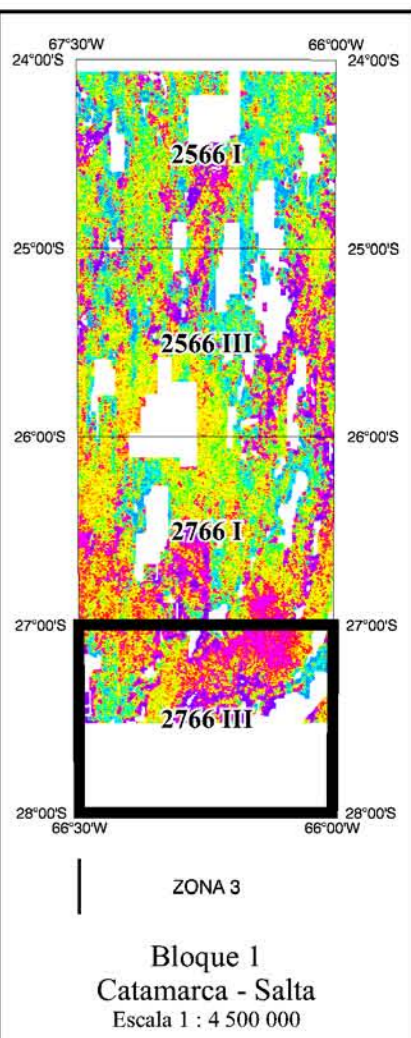 67°30'W 66°00'W
24°00'S 24°00'S
2566 I
25°00'S 25°00'S
2566 III
26°00'S 26°00'S
2766 I
27°00'S 27°00'S
2766 III
28°00'S 28°00'S
66°30'W 66°00'W
ZONA 3
Bloque 1
Catamarca - Salta
Escala 1 : 4 500 000